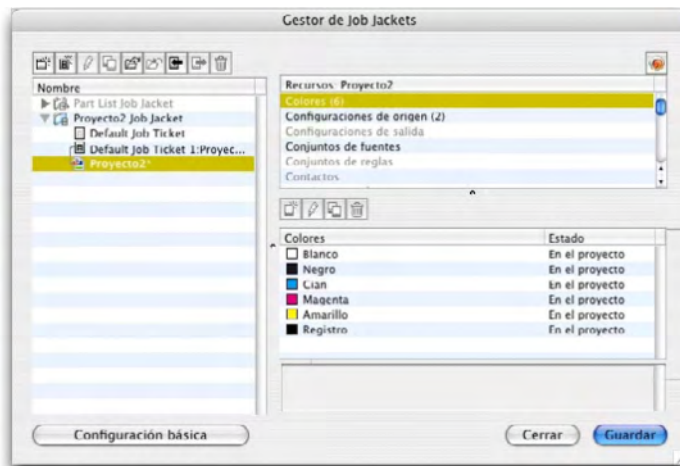 Gestor de Job Jackets
Nombre
Part List Job Jacket
Proyecto2 Job Jacket
Default Job Ticket
Default Job Ticket 1:Proyec...
Proyecto2*
Recursos: Proyecto2
Colores (6)
Configuraciones de origen (2)
Configuraciones de salida
Conjuntos de fuentes
Conjuntos de reglas
Contactos
Colores Estado
Blanco En el proyecto
Negro En el proyecto
Cian En el proyecto
Magenta En el proyecto
Amarillo En el proyecto
Registro En el proyecto
Configuración básica
Cerrar
Guardar